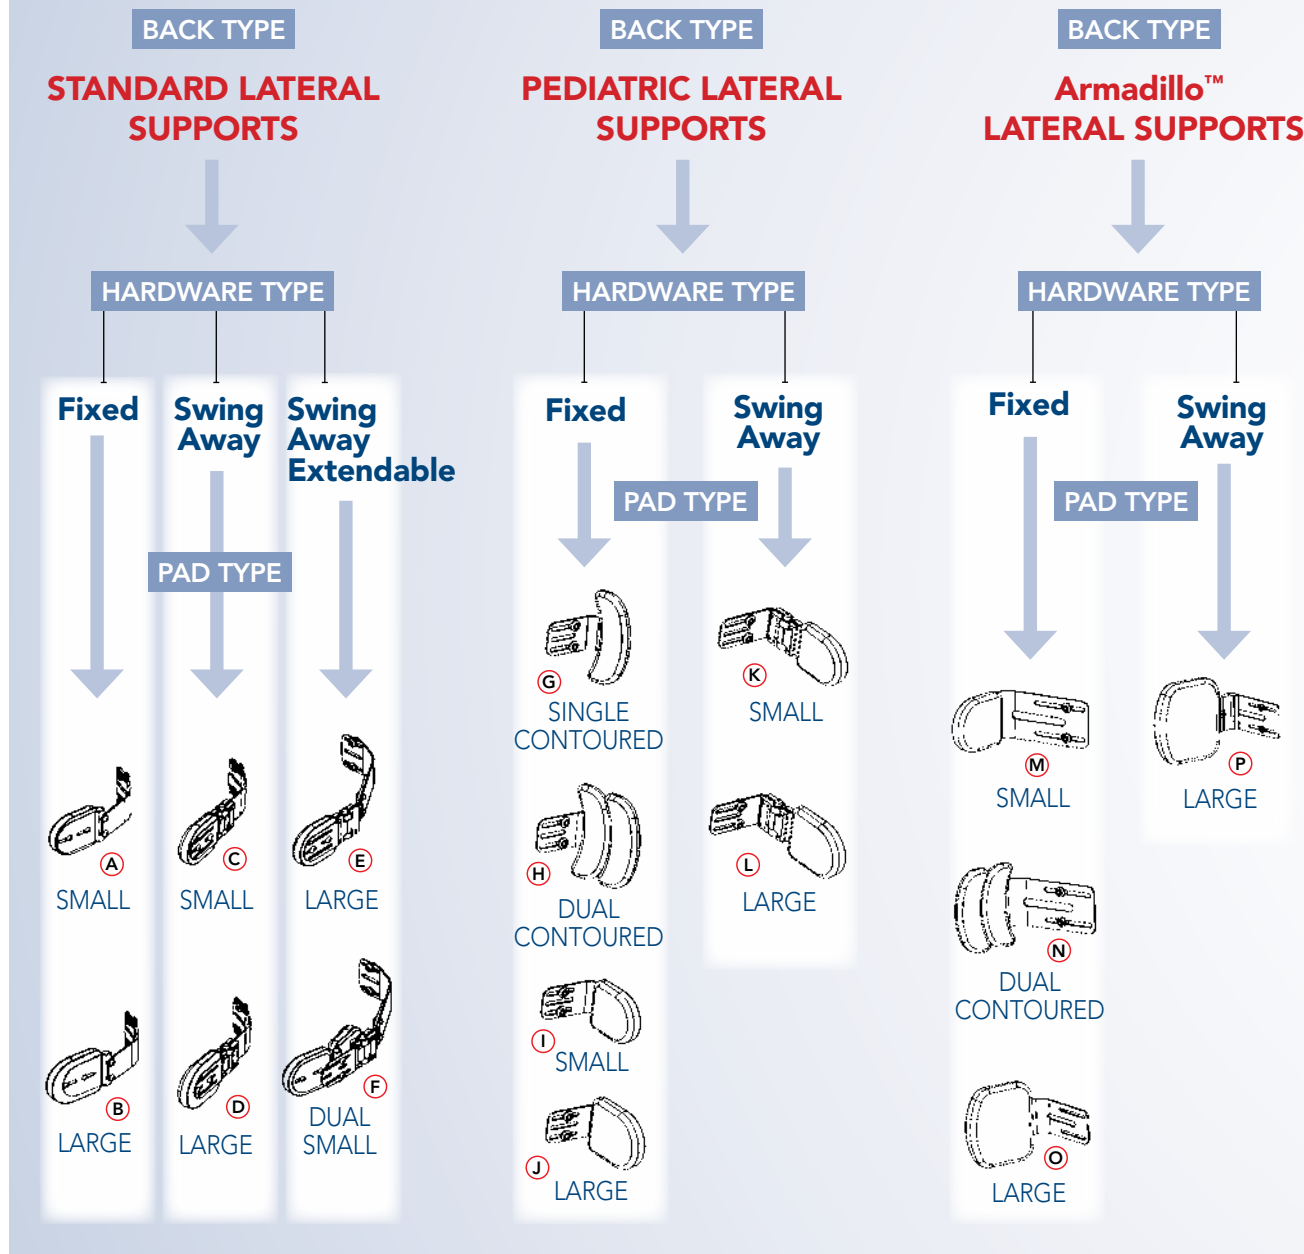 BACK TYPE
STANDARD LATERAL
SUPPORTS
HARDWARE TYPE
Fixed
Swing
Away
Swing
Away
Extendable
PAD TYPE
A
SMALL
C
SMALL
E
LARGE
B
LARGE
D
LARGE
F
DUAL
SMALL
BACK TYPE
PEDIATRIC LATERAL
SUPPORTS
HARDWARE TYPE
Fixed
Swing
Away
PAD TYPE
G
SINGLE
CONTOURED
H
DUAL
CONTOURED
I
SMALL
J
LARGE
K
SMALL
L
LARGE
BACK TYPE
Armadillo™
LATERAL SUPPORTS
HARDWARE TYPE
Fixed
Swing
Away
PAD TYPE
M
SMALL
N
DUAL
CONTOURED
O
LARGE
P
LARGE